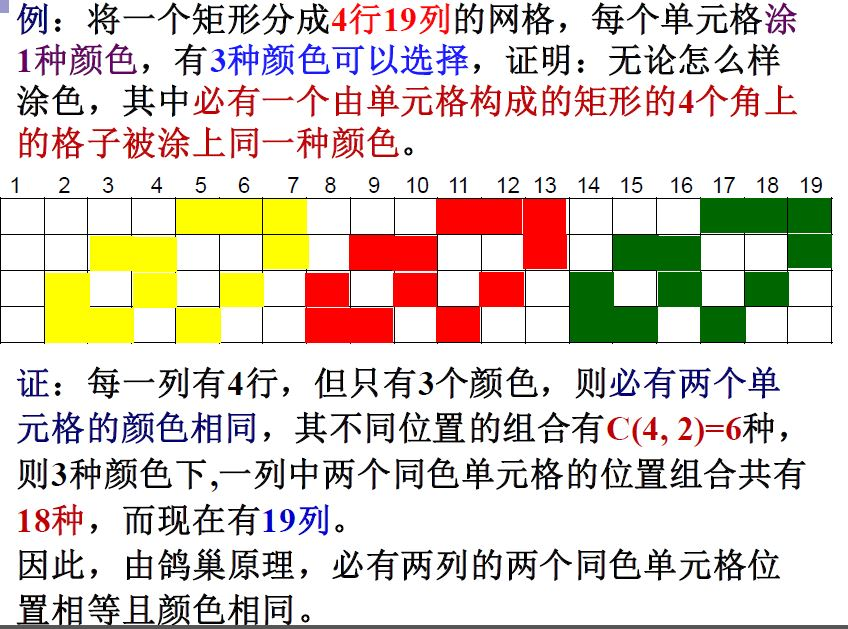 例：将一个矩形分成4行19列的网格，每个单元格涂
1种颜色，有3种颜色可以选择，证明：无论怎么样
涂色，其中必有一个由单元格构成的矩形的4个角上
的格子被涂上同一种颜色。
1 2 3 4 5 6 7 8 9 10 11 12 13 14 15 16 17 18 19
证：每一列有4行，但只有3个颜色，则必有两个单
元格的颜色相同，其不同位置的组合有C(4, 2)=6种，
则3种颜色下,一列中两个同色单元格的位置组合共有
18种，而现在有19列。
因此，由鸽巢原理，必有两列的两个同色单元格位
置相等且颜色相同。